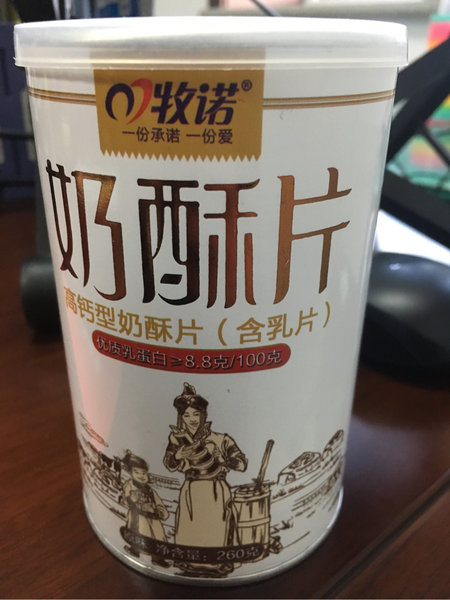 牧诺®
一份承诺 一份爱
奶酥片
高钙型奶酥片（含乳片）
优质乳蛋白≥8.8克/100克
原味 净含量：260克